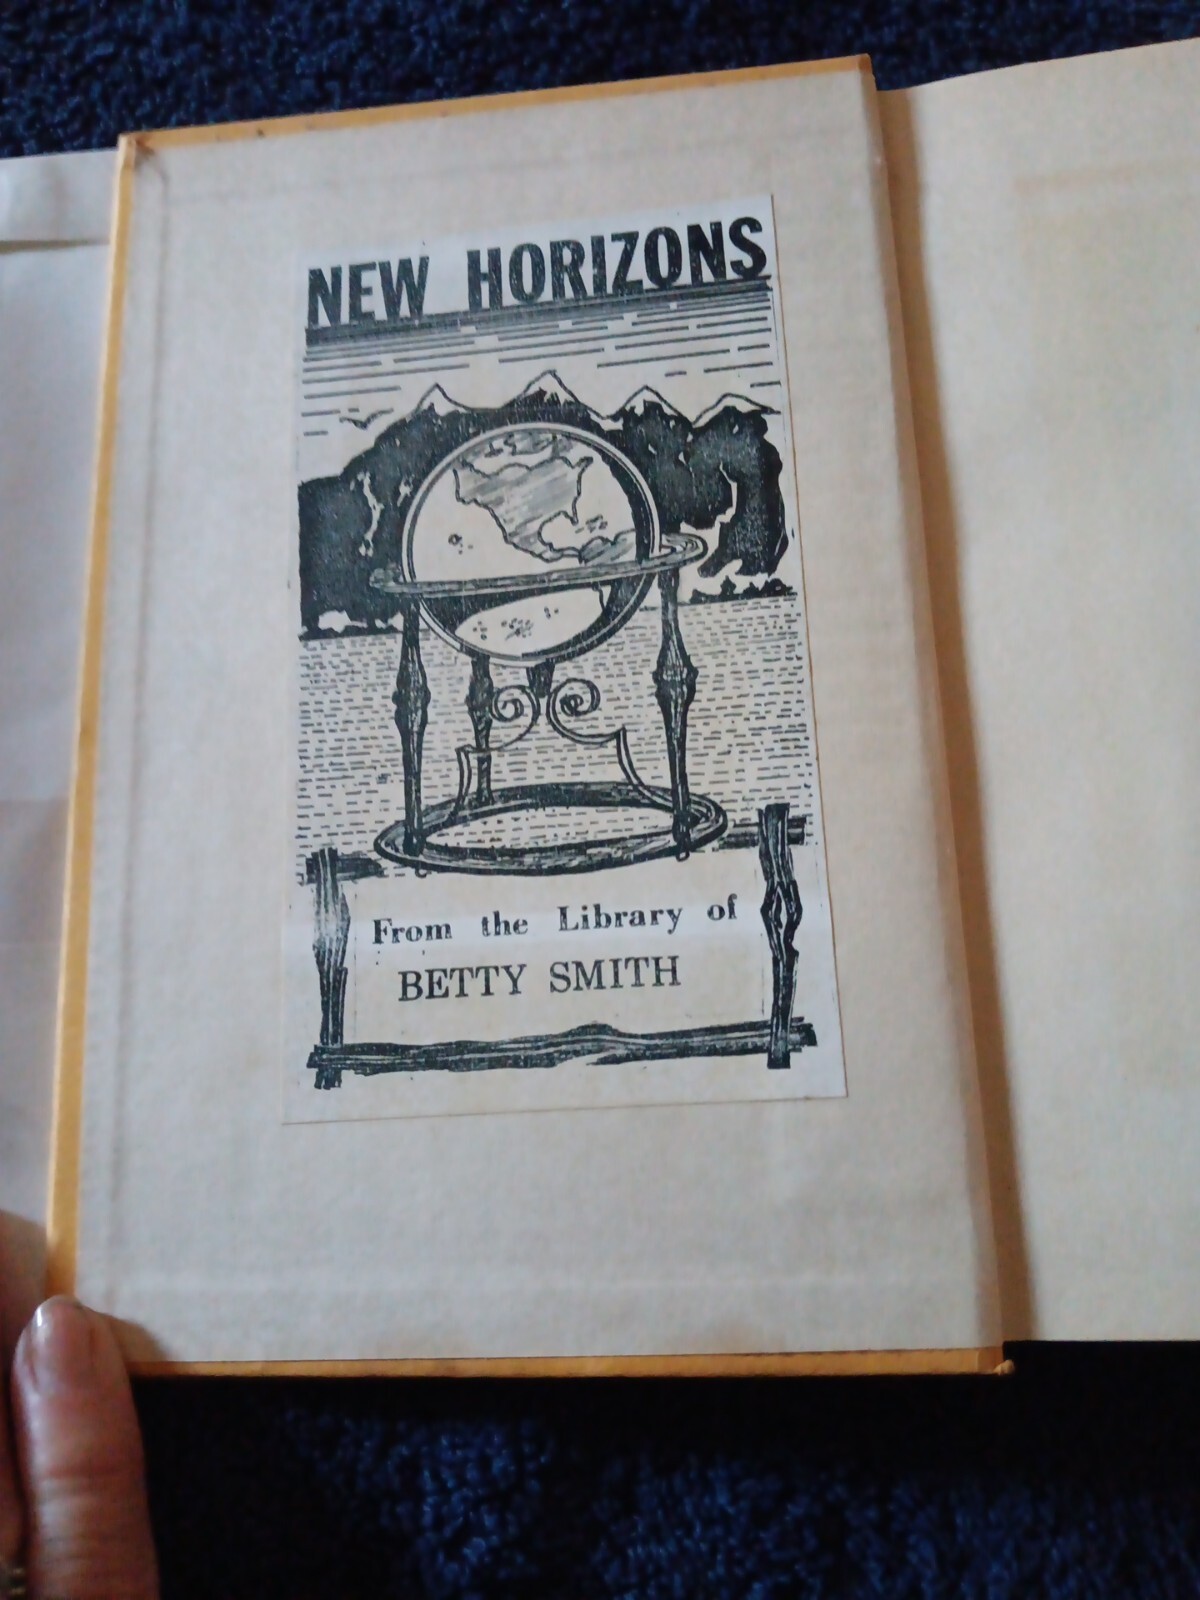 NEW HORIZONS
From the Library of
BETTY SMITH